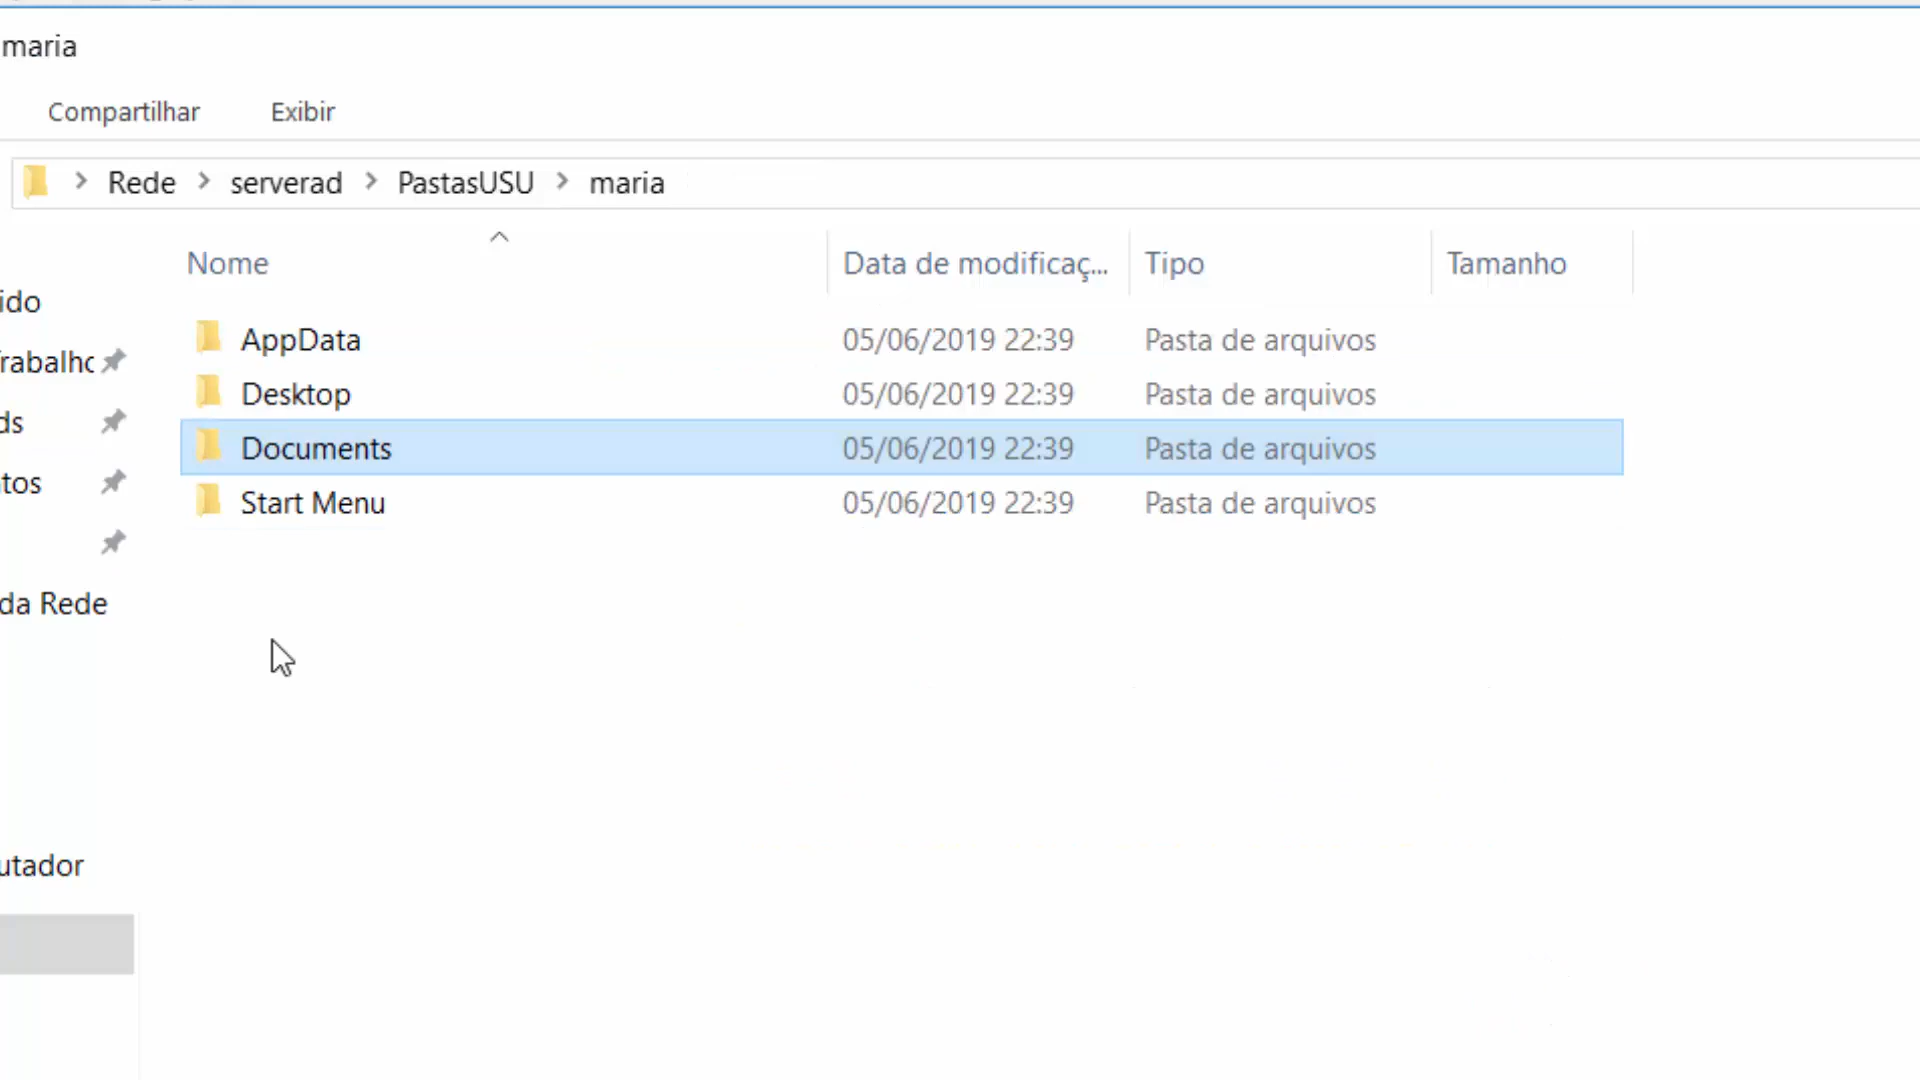 maria
Compartilhar Exibir
Rede serverad PastasUSU maria
Nome Data de modificaç... Tipo Tamanho
AppData 05/06/2019 22:39 Pasta de arquivos
Desktop 05/06/2019 22:39 Pasta de arquivos
Documents 05/06/2019 22:39 Pasta de arquivos
Start Menu 05/06/2019 22:39 Pasta de arquivos
ido
rabalho
ds
tos
da Rede
utador